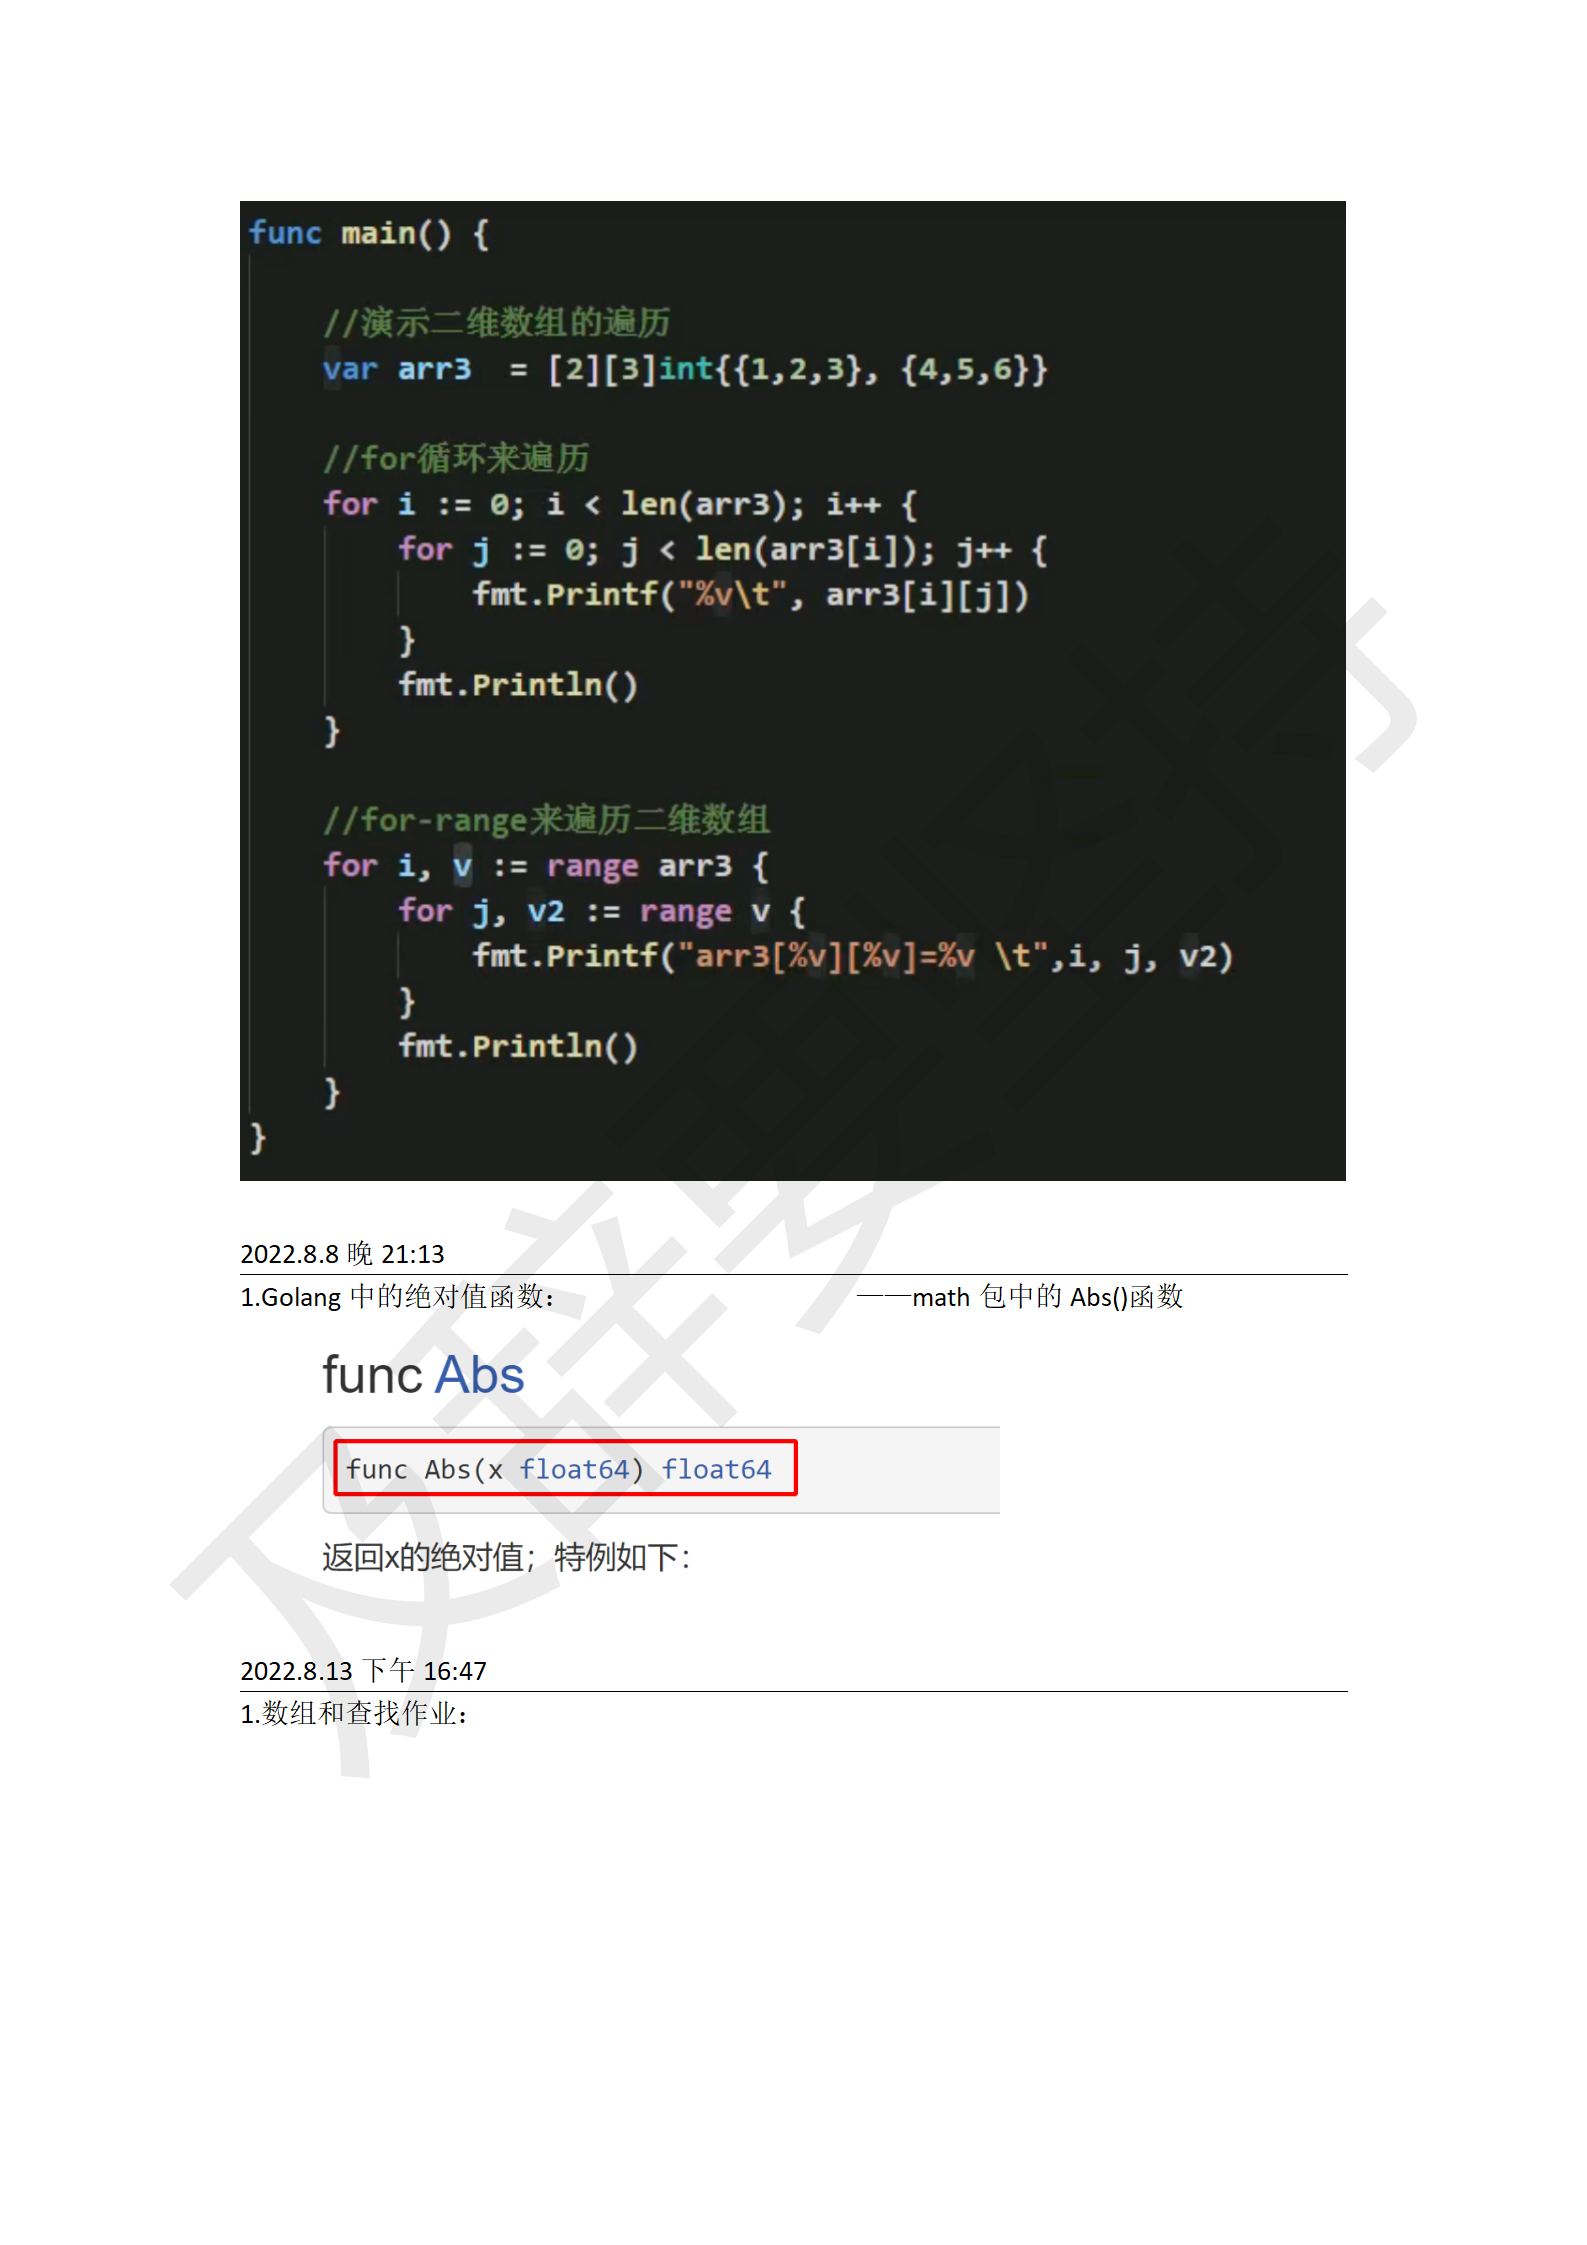 func main() {
//演示二维数组的遍历
var arr3  = [2][3]int{{1,2,3}, {4,5,6}}
//for循环来遍历
for i := 0; i < len(arr3); i++ {
for j := 0; j < len(arr3[i]); j++ {
fmt.Printf("%v\t", arr3[i][j])
}
fmt.Println()
}
//for-range来遍历二维数组
for i, v := range arr3 {
for j, v2 := range v {
fmt.Printf("arr3[%v][%v]=%v \t",i, j, v2)
}
fmt.Println()
}
}
2022.8.8 晚 21:13
1.Golang 中的绝对值函数： ——math 包中的 Abs()函数
func Abs
func Abs(x float64) float64
返回x的绝对值；特例如下：
2022.8.13 下午 16:47
1.数组和查找作业：